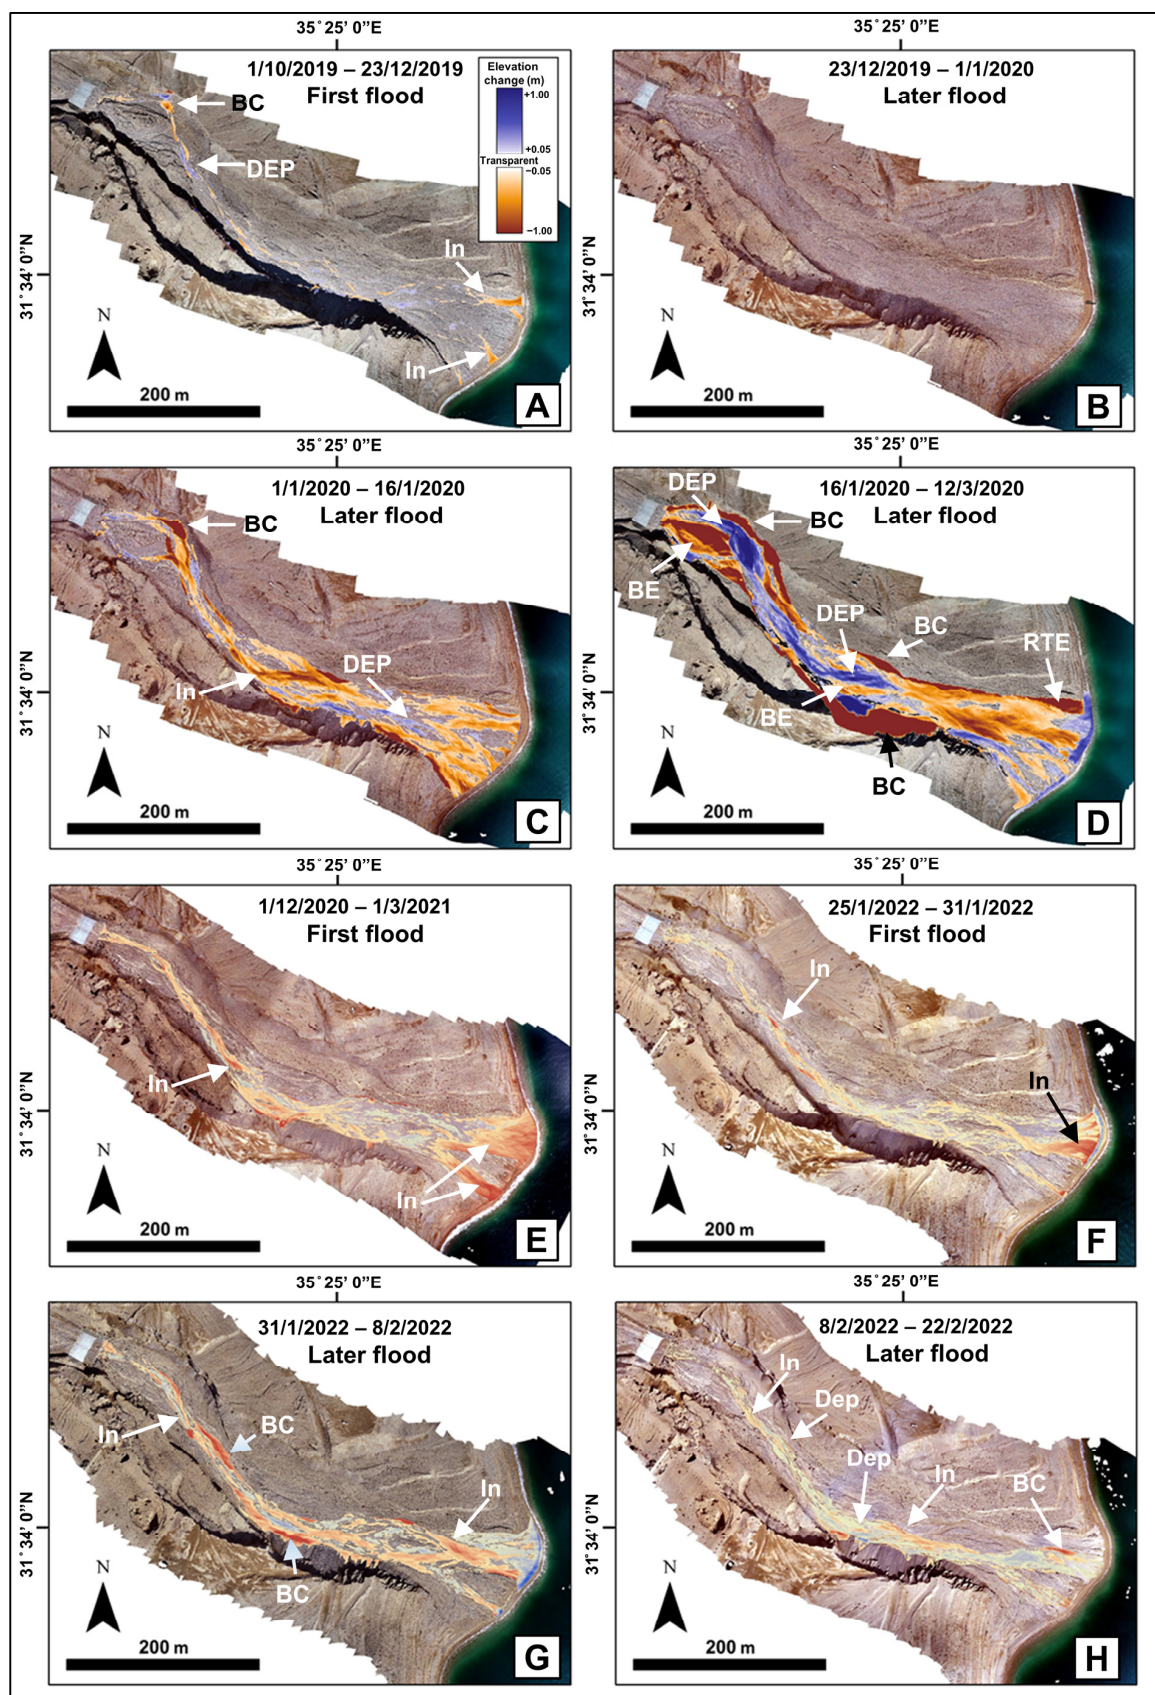 35° 25' 0"E
35° 25' 0"E
1/10/2019 – 23/12/2019
First flood
Elevation
change (m)
+1.00
+0.05
Transparent
−0.05
−1.00
BC
DEP
In
In
31° 34' 0"N
N
200 m
A
23/12/2019 – 1/1/2020
Later flood
31° 34' 0"N
N
200 m
B
35° 25' 0"E
35° 25' 0"E
1/1/2020 – 16/1/2020
Later flood
BC
DEP
In
31° 34' 0"N
N
200 m
C
16/1/2020 – 12/3/2020
Later flood
DEP
BC
BE
DEP
BC
RTE
BE
BC
31° 34' 0"N
N
200 m
D
35° 25' 0"E
35° 25' 0"E
1/12/2020 – 1/3/2021
First flood
In
In
31° 34' 0"N
N
200 m
E
25/1/2022 – 31/1/2022
First flood
In
In
31° 34' 0"N
N
200 m
F
35° 25' 0"E
35° 25' 0"E
31/1/2022 – 8/2/2022
Later flood
In
BC
In
BC
31° 34' 0"N
N
200 m
G
8/2/2022 – 22/2/2022
Later flood
In
Dep
Dep
In
BC
31° 34' 0"N
N
200 m
H